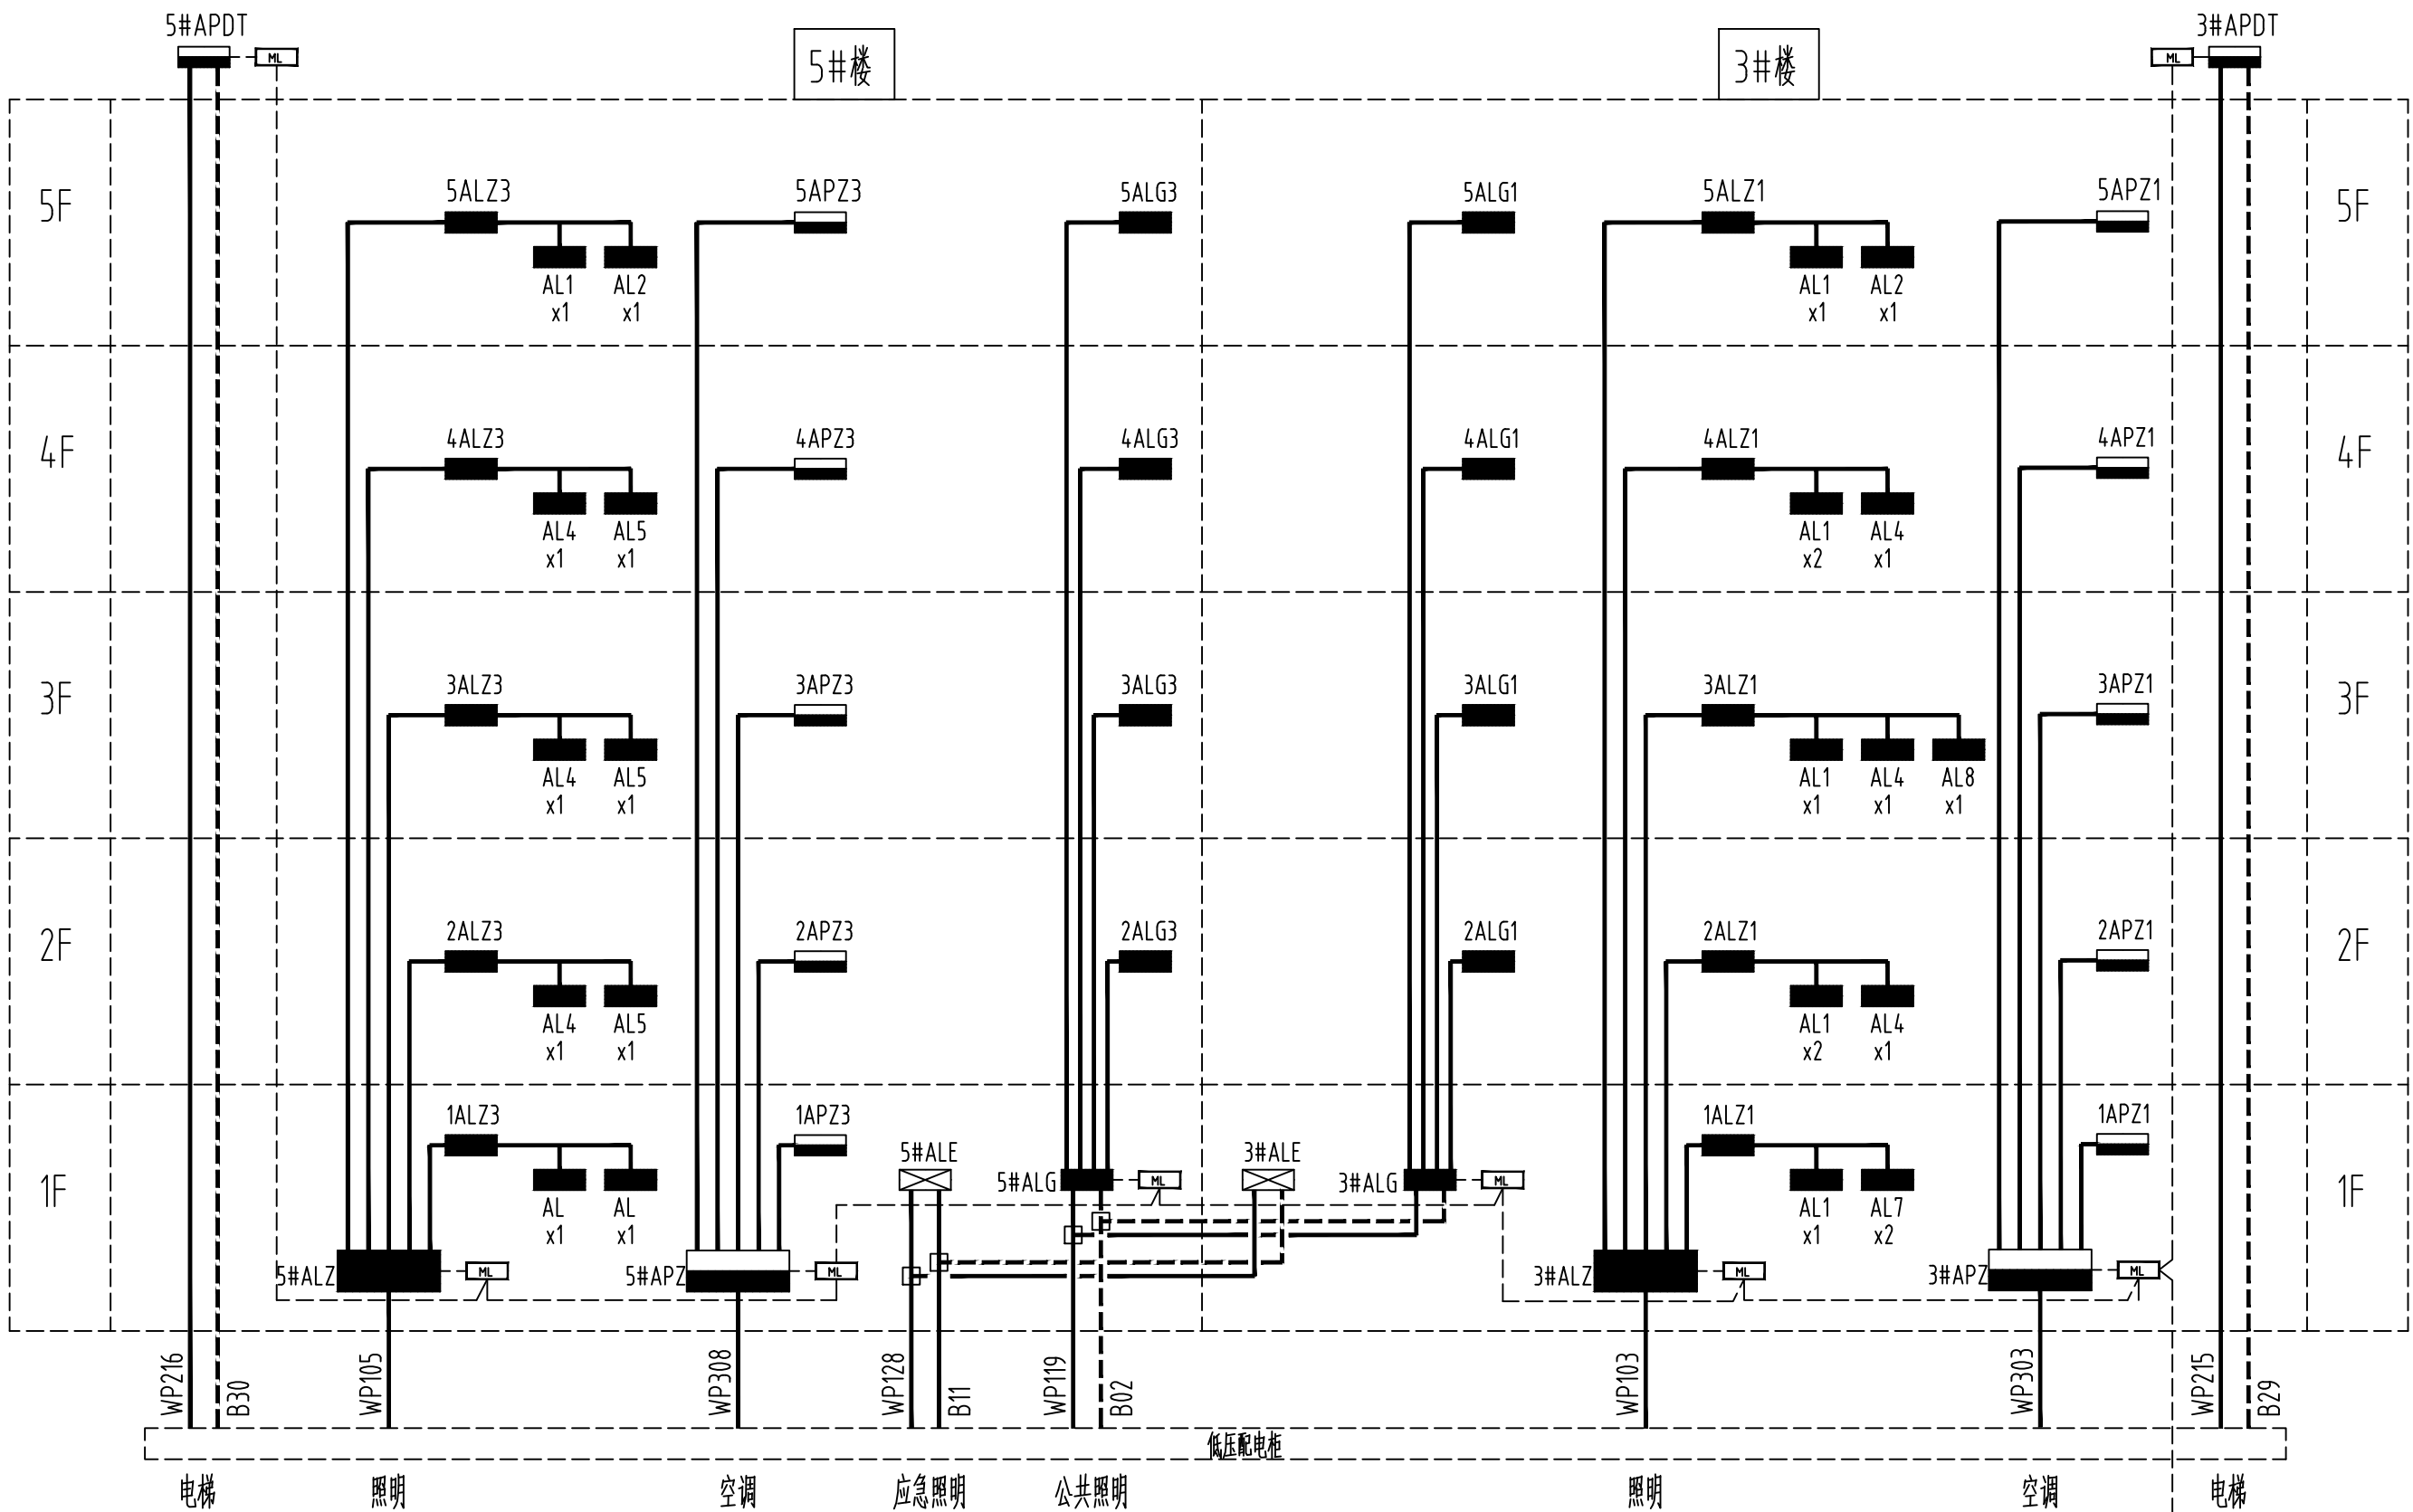 5#APDT
ML
5#楼
3#楼
ML
3#APDT
5F
5ALZ3
5APZ3
5ALG3
5ALG1
5ALZ1
5APZ1
5F
AL1
x1
AL2
x1
AL1
x1
AL2
x1
4F
4ALZ3
4APZ3
4ALG3
4ALG1
4ALZ1
4APZ1
4F
AL4
x1
AL5
x1
AL1
x2
AL4
x1
3F
3ALZ3
3APZ3
3ALG3
3ALG1
3ALZ1
3APZ1
3F
AL4
x1
AL5
x1
AL1
x1
AL4
x1
AL8
x1
2F
2ALZ3
2APZ3
2ALG3
2ALG1
2ALZ1
2APZ1
2F
AL4
x1
AL5
x1
AL1
x2
AL4
x1
1F
1ALZ3
1APZ3
5#ALE
5#ALG
ML
3#ALE
3#ALG
ML
1ALZ1
1APZ1
1F
AL
x1
AL
x1
AL1
x1
AL7
x2
5#ALZ
ML
5#APZ
ML
3#ALZ
ML
3#APZ
ML
WP216
B30
WP105
WP308
WP128
B11
WP119
B02
WP103
WP303
WP215
B29
低压配电柜
电梯
照明
空调
应急照明
公共照明
照明
空调
电梯